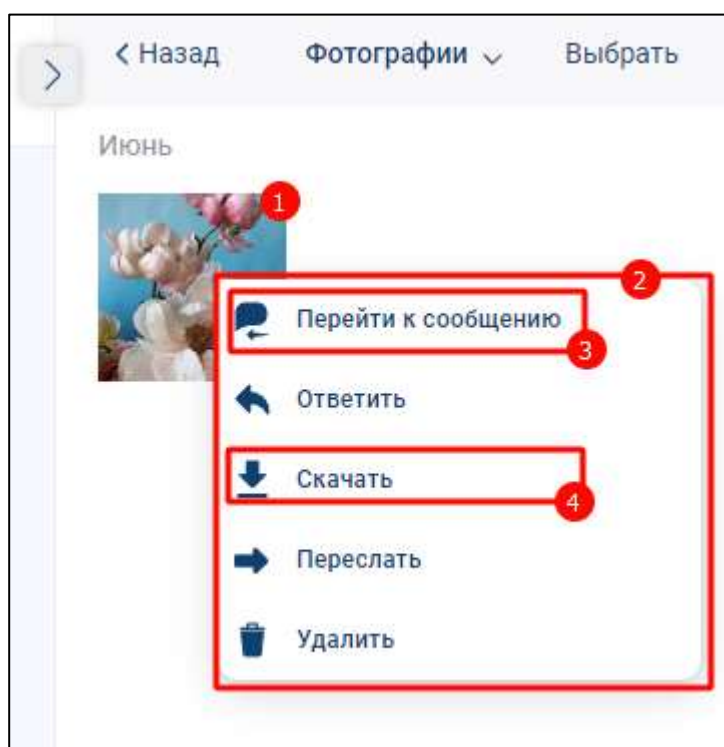 Назад Фотографии Выбрать
Июнь
1
2
Перейти к сообщению
3
Ответить
Скачать
4
Переслать
Удалить